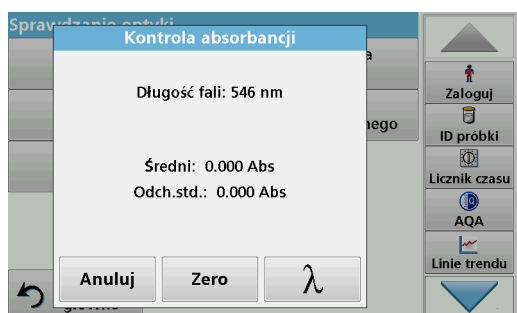 Sprawdzanie optyki
Kontrola absorbancji
Długość fali: 546 nm
nego
Średni: 0.000 Abs
Odch.std.: 0.000 Abs
Anuluj
Zero
λ
Zaloguj
ID próbki
Licznik czasu
AQA
Linie trendu